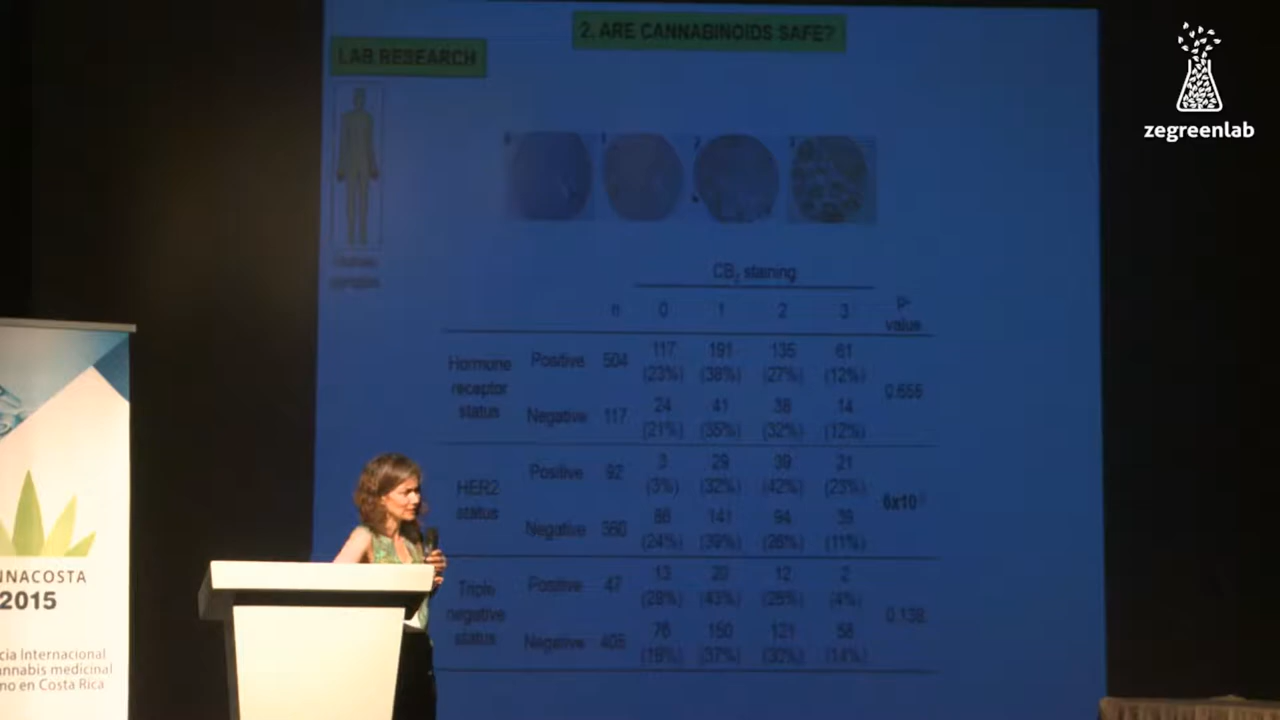 2. ARE CANNABINOIDS SAFE?
LAB RESEARCH
zegreenlab
CB2 staining
n 0 1 2 3 p-value
Hormone receptor status
Positive 504 117 191 135 61
(23%) (38%) (27%) (12%)
0.656
Negative 117 24 41 38 14
(21%) (35%) (32%) (12%)
HER2 status
Positive 92 3 29 39 21
(3%) (32%) (42%) (23%)
Negative 360 86 141 94 39
(24%) (39%) (26%) (11%)
Triple negative status
Positive 47 13 20 12 2
(28%) (43%) (25%) (4%)
0.138
Negative 405 76 150 121 58
(37%) (30%) (14%)
NNACOSTA
2015
cia Internacional
annabis medicinal
no en Costa Rica